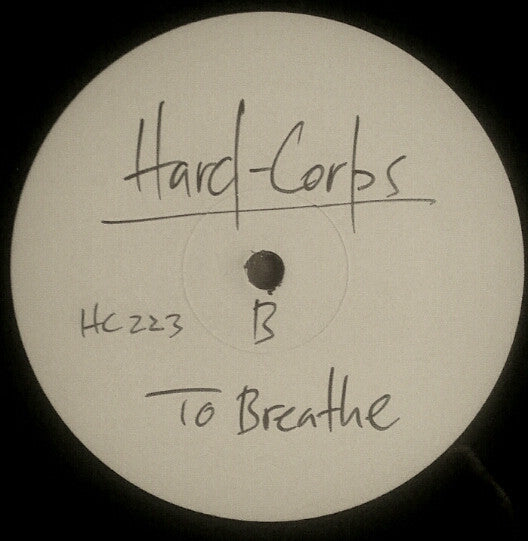 Hard-Corps
HC223
B
To Breathe